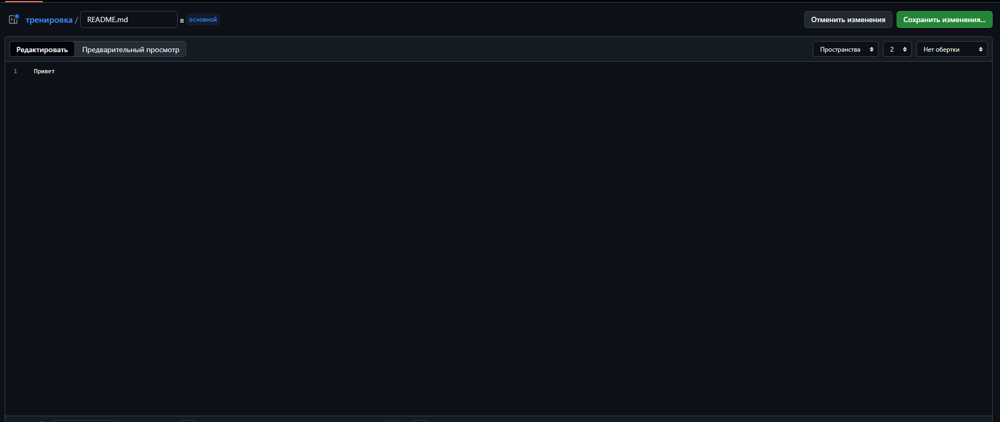 тренировка / README.md в основной Отменить изменения Сохранить изменения...
Редактировать Предварительный просмотр Пространства 2 Нет обертки
1 Привет